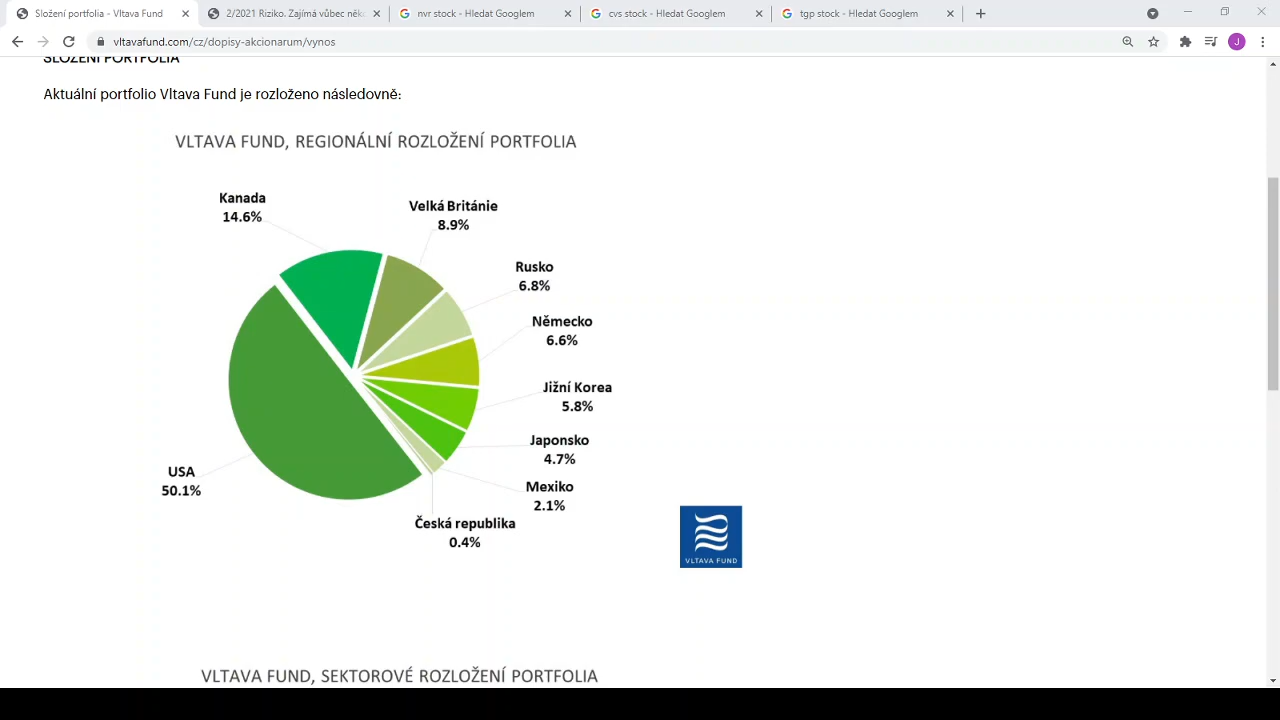 Složení portfolia - Vltava Fund
2/2021 Riziko. Zajímá vůbec něk
nvr stock - Hledat Googlem
cvs stock - Hledat Googlem
tgp stock - Hledat Googlem
vltavafund.com/cz/dopisy-akcionarum/vynos
J
SLOŽENÍ PORTFOLIA
Aktuální portfolio Vltava Fund je rozloženo následovně:
VLTAVA FUND, REGIONÁLNÍ ROZLOŽENÍ PORTFOLIA
Kanada
14.6%
Velká Británie
8.9%
Rusko
6.8%
Německo
6.6%
Jižní Korea
5.8%
Japonsko
4.7%
USA
50.1%
Mexiko
2.1%
Česká republika
0.4%
VLTAVA FUND
VLTAVA FUND, SEKTOROVÉ ROZLOŽENÍ PORTFOLIA